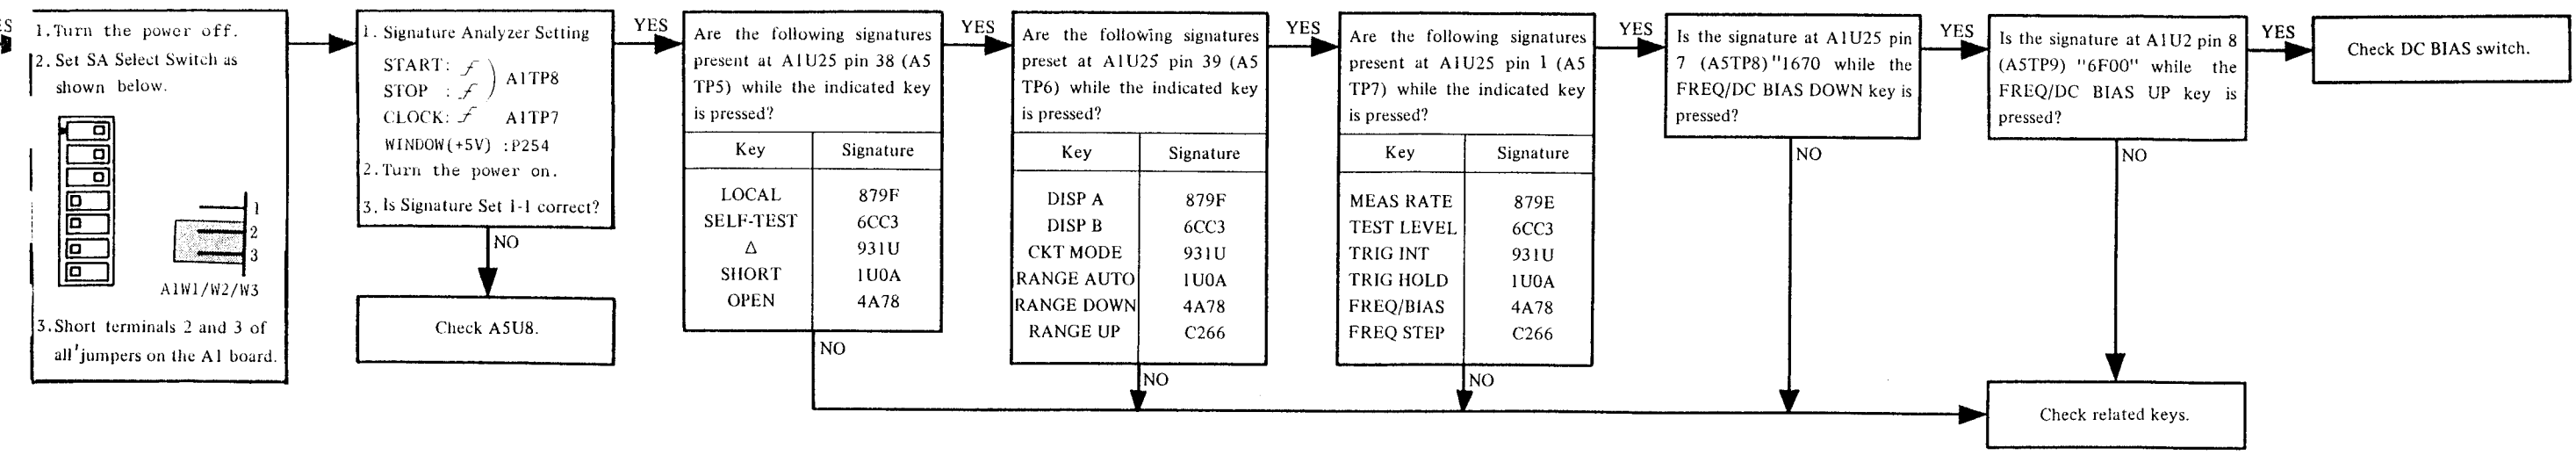 ES
1. Turn the power off.
2. Set SA Select Switch as
shown below.
1
2
3
A1W1/W2/W3
3. Short terminals 2 and 3 of
all jumpers on the A1 board.
1. Signature Analyzer Setting
START: ƒ
STOP : ƒ
A1TP8
CLOCK: ƒ A1TP7
WINDOW(+5V) :P254
2. Turn the power on.
3. Is Signature Set 1-1 correct?
NO
Check A5U8.
YES
Are the following signatures
present at A1U25 pin 38 (A5
TP5) while the indicated key
is pressed?
Key Signature
LOCAL 879F
SELF-TEST 6CC3
Δ 931U
SHORT 1U0A
OPEN 4A78
NO
YES
Are the following signatures
preset at A1U25 pin 39 (A5
TP6) while the indicated key
is pressed?
Key Signature
DISP A 879F
DISP B 6CC3
CKT MODE 931U
RANGE AUTO 1U0A
RANGE DOWN 4A78
RANGE UP C266
NO
YES
Are the following signatures
present at A1U25 pin 1 (A5
TP7) while the indicated key
is pressed?
Key Signature
MEAS RATE 879E
TEST LEVEL 6CC3
TRIG INT 931U
TRIG HOLD 1U0A
FREQ/BIAS 4A78
FREQ STEP C266
NO
YES
Is the signature at A1U25 pin
7 (A5TP8) "1670 while the
FREQ/DC BIAS DOWN key is
pressed?
NO
YES
Is the signature at A1U2 pin 8
(A5TP9) "6F00" while the
FREQ/DC BIAS UP key is
pressed?
NO
YES
Check DC BIAS switch.
Check related keys.